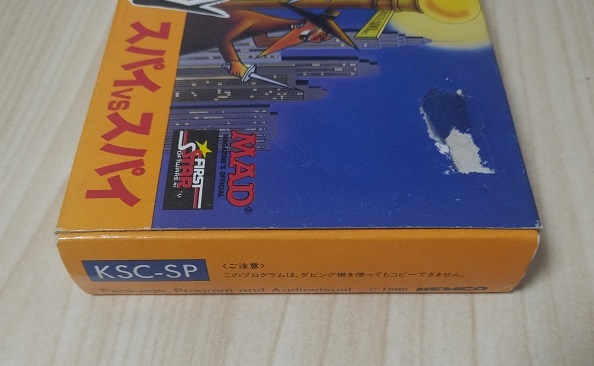 スパイvsスパイ
MAD®
FIRST
STAR
SOFTWARE
KSC-SP
〈ご注意〉
このプログラムは、ダビング機を使ってもコピーできません。
Package, Program and Audiovisual © 1986 KEMCO